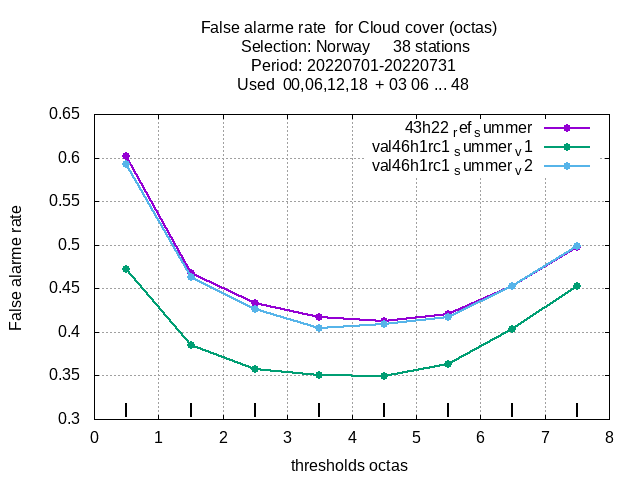 False alarme rate  for Cloud cover (octas)
Selection: Norway     38 stations
Period: 20220701-20220731
Used  00,06,12,18  + 03 06 ... 48
0.65
0.6
0.55
0.5
0.45
0.4
0.35
0.3
False alarme rate
43h22 ref summer
val46h1rc1 summer v1
val46h1rc1 summer v2
0 1 2 3 4 5 6 7 8
thresholds octas